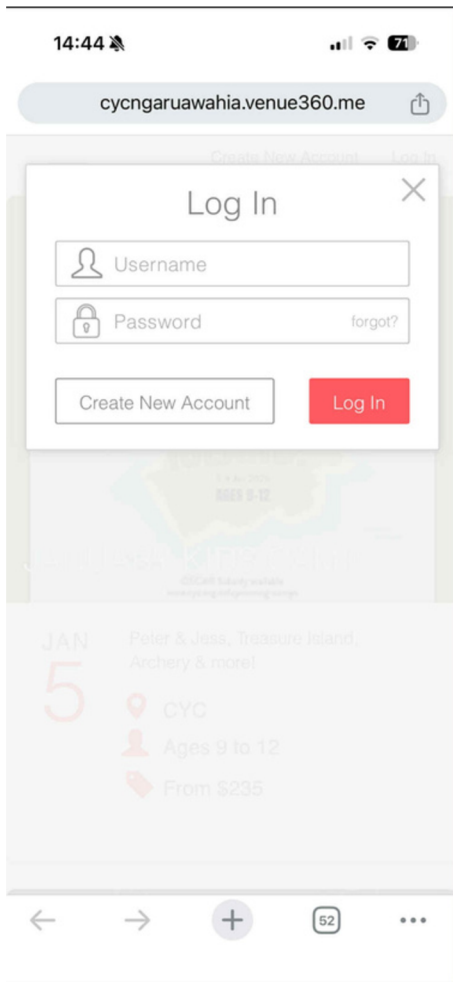 14:44
71
cycngaruawahia.venue360.me
Create New Account Log In
Log In
Username
Password forgot?
Create New Account Log In
AGES 9-12
JAN
5
Peter & Jess, Treasure Island,
Archery & more!
CYC
Ages 9 to 12
From $235
52